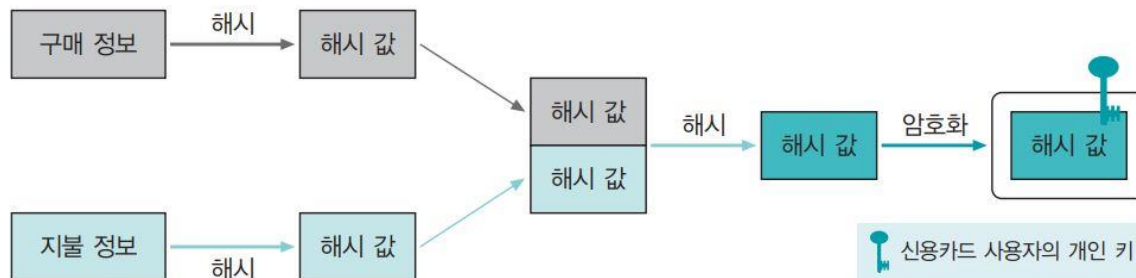 구매 정보
해시
해시 값
해시 값
해시 값
해시
해시 값
암호화
해시 값
지불 정보
해시
해시 값
신용카드 사용자의 개인 키